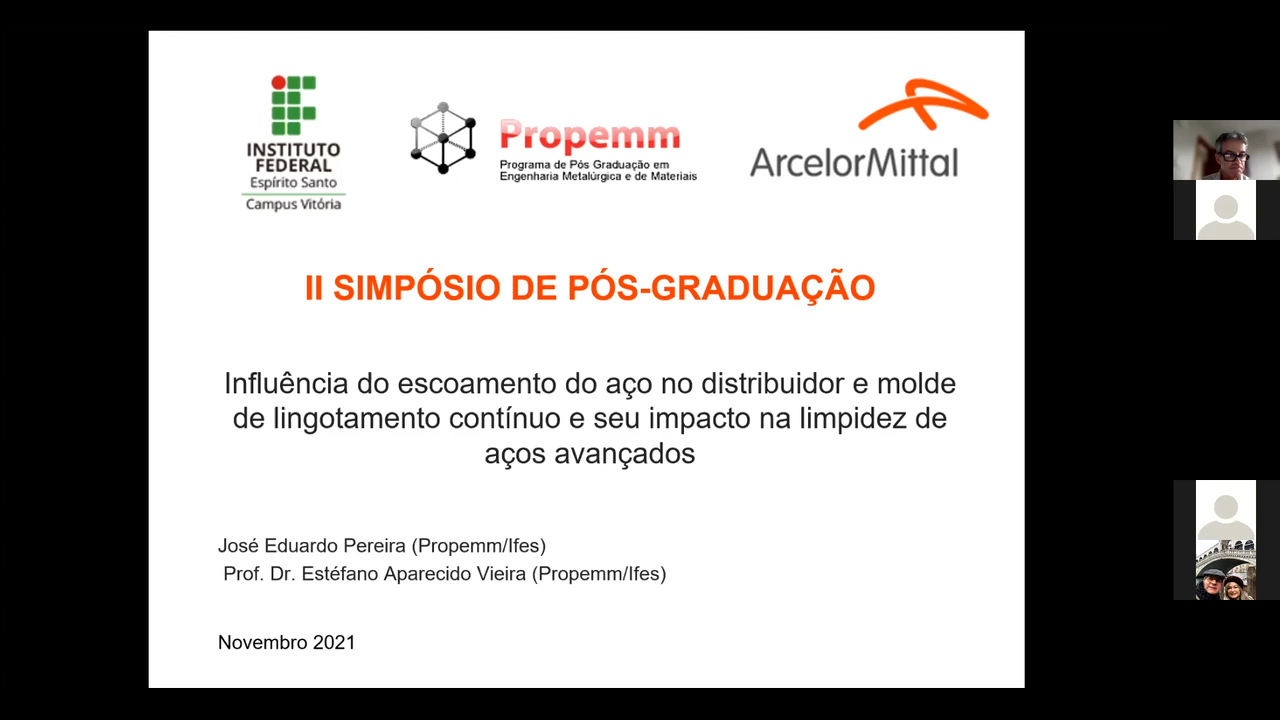 INSTITUTO
FEDERAL
Espírito Santo
Campus Vitória
Propemm
Programa de Pós Graduação em
Engenharia Metalúrgica e de Materiais
ArcelorMittal
II SIMPÓSIO DE PÓS-GRADUAÇÃO
Influência do escoamento do aço no distribuidor e molde
de lingotamento contínuo e seu impacto na limpidez de
aços avançados
José Eduardo Pereira (Propemm/Ifes)
Prof. Dr. Estéfano Aparecido Vieira (Propemm/Ifes)
Novembro 2021